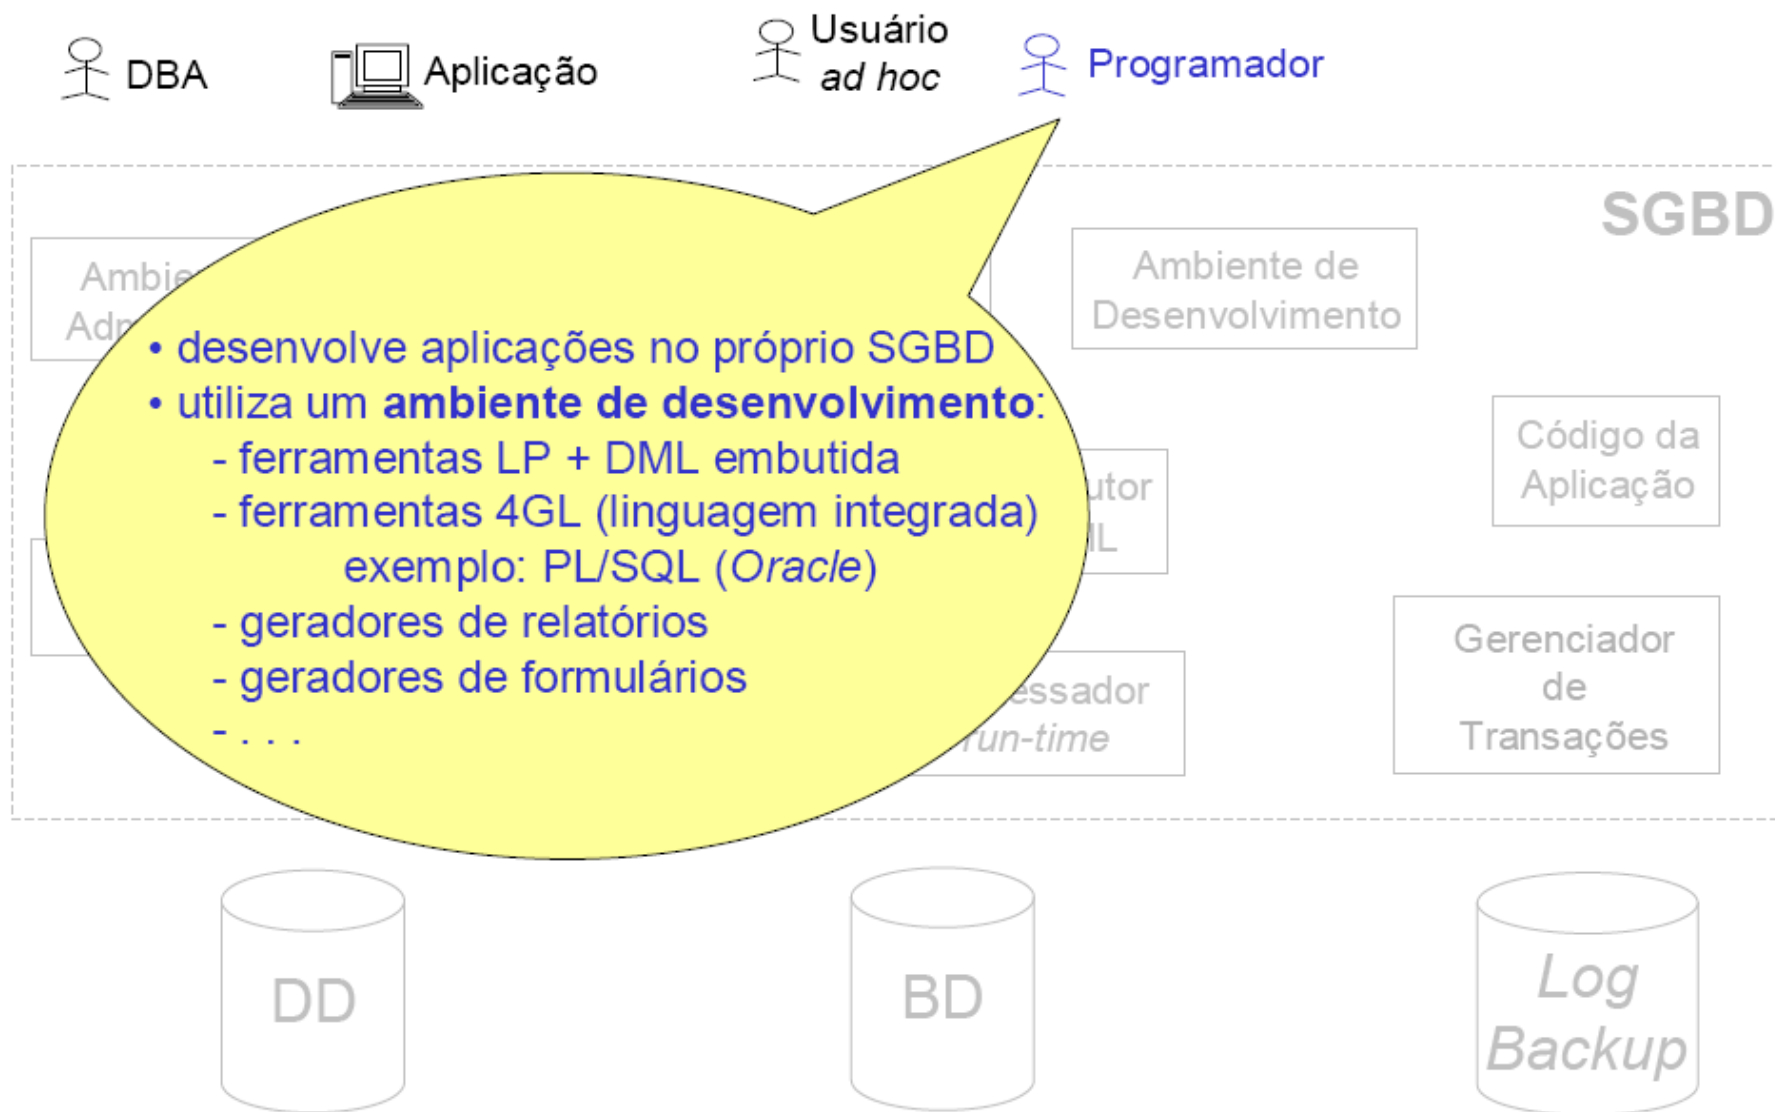 DBA
Aplicação
Usuário
ad hoc
Programador
SGBD
Ambiente de
Desenvolvimento
• desenvolve aplicações no próprio SGBD
• utiliza um ambiente de desenvolvimento:
- ferramentas LP + DML embutida
- ferramentas 4GL (linguagem integrada)
exemplo: PL/SQL (Oracle)
- geradores de relatórios
- geradores de formulários
- . . .
Código da
Aplicação
Gerenciador
de
Transações
run-time
DD
BD
Log
Backup